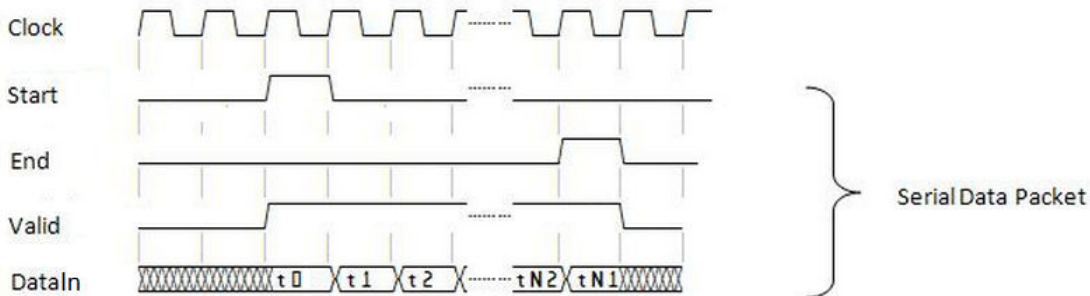 Clock
Start
End
Valid
DataIn
t0 t1 t2 tN2 tN1
Serial Data Packet